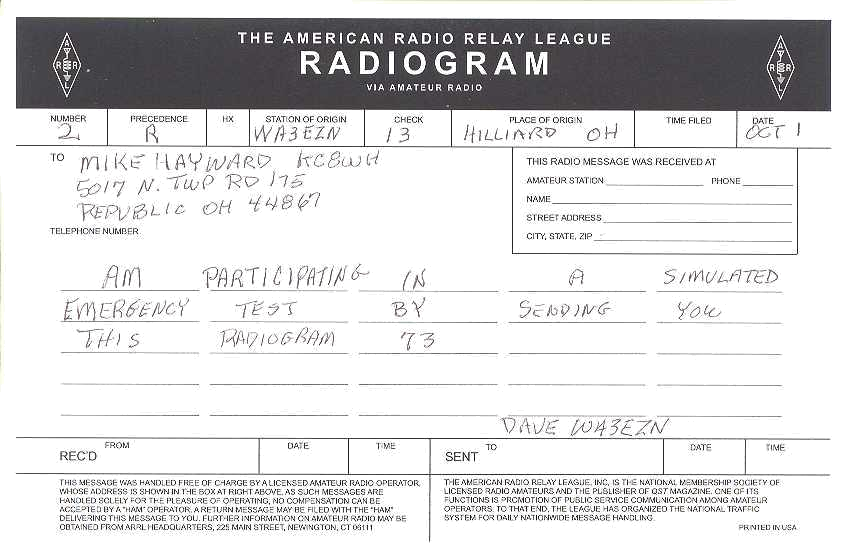 THE AMERICAN RADIO RELAY LEAGUE
RADIOGRAM
VIA AMATEUR RADIO
NUMBER PRECEDENCE HX STATION OF ORIGIN CHECK PLACE OF ORIGIN TIME FILED DATE
2 R WA3EZN 13 HILLIARD OH OCT 1
TO MIKE HAYWARD KC8WH
5017 N. TWP RD 175
REPUBLIC OH 44867
TELEPHONE NUMBER
THIS RADIO MESSAGE WAS RECEIVED AT
AMATEUR STATION PHONE
NAME
STREET ADDRESS
CITY, STATE, ZIP
AM PARTICIPATING IN A SIMULATED
EMERGENCY TEST BY SENDING YOU
THIS RADIOGRAM 73
DAVE WA3EZN
REC'D FROM DATE TIME
SENT TO DATE TIME
THIS MESSAGE WAS HANDLED FREE OF CHARGE BY A LICENSED AMATEUR RADIO OPERATOR,
WHOSE ADDRESS IS SHOWN IN THE BOX AT RIGHT ABOVE. AS SUCH MESSAGES ARE
HANDLED SOLELY FOR THE PLEASURE OF OPERATING, NO COMPENSATION CAN BE
ACCEPTED BY A "HAM" OPERATOR. A RETURN MESSAGE MAY BE FILED WITH THE "HAM"
DELIVERING THIS MESSAGE TO YOU. FURTHER INFORMATION ON AMATEUR RADIO MAY BE
OBTAINED FROM ARRL HEADQUARTERS, 225 MAIN STREET, NEWINGTON, CT 06111
THE AMERICAN RADIO RELAY LEAGUE, INC. IS THE NATIONAL MEMBERSHIP SOCIETY OF
LICENSED RADIO AMATEURS AND THE PUBLISHER OF QST MAGAZINE. ONE OF ITS
FUNCTIONS IS PROMOTION OF PUBLIC SERVICE COMMUNICATION AMONG AMATEUR
OPERATORS. TO THAT END, THE LEAGUE HAS ORGANIZED THE NATIONAL TRAFFIC
SYSTEM FOR DAILY NATIONWIDE MESSAGE HANDLING.
PRINTED IN USA